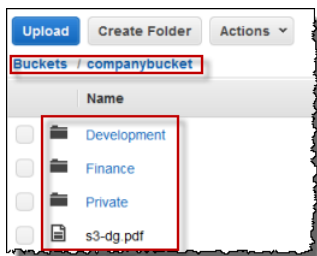 Upload Create Folder Actions
Buckets / companybucket
Name
Development
Finance
Private
s3-dg.pdf